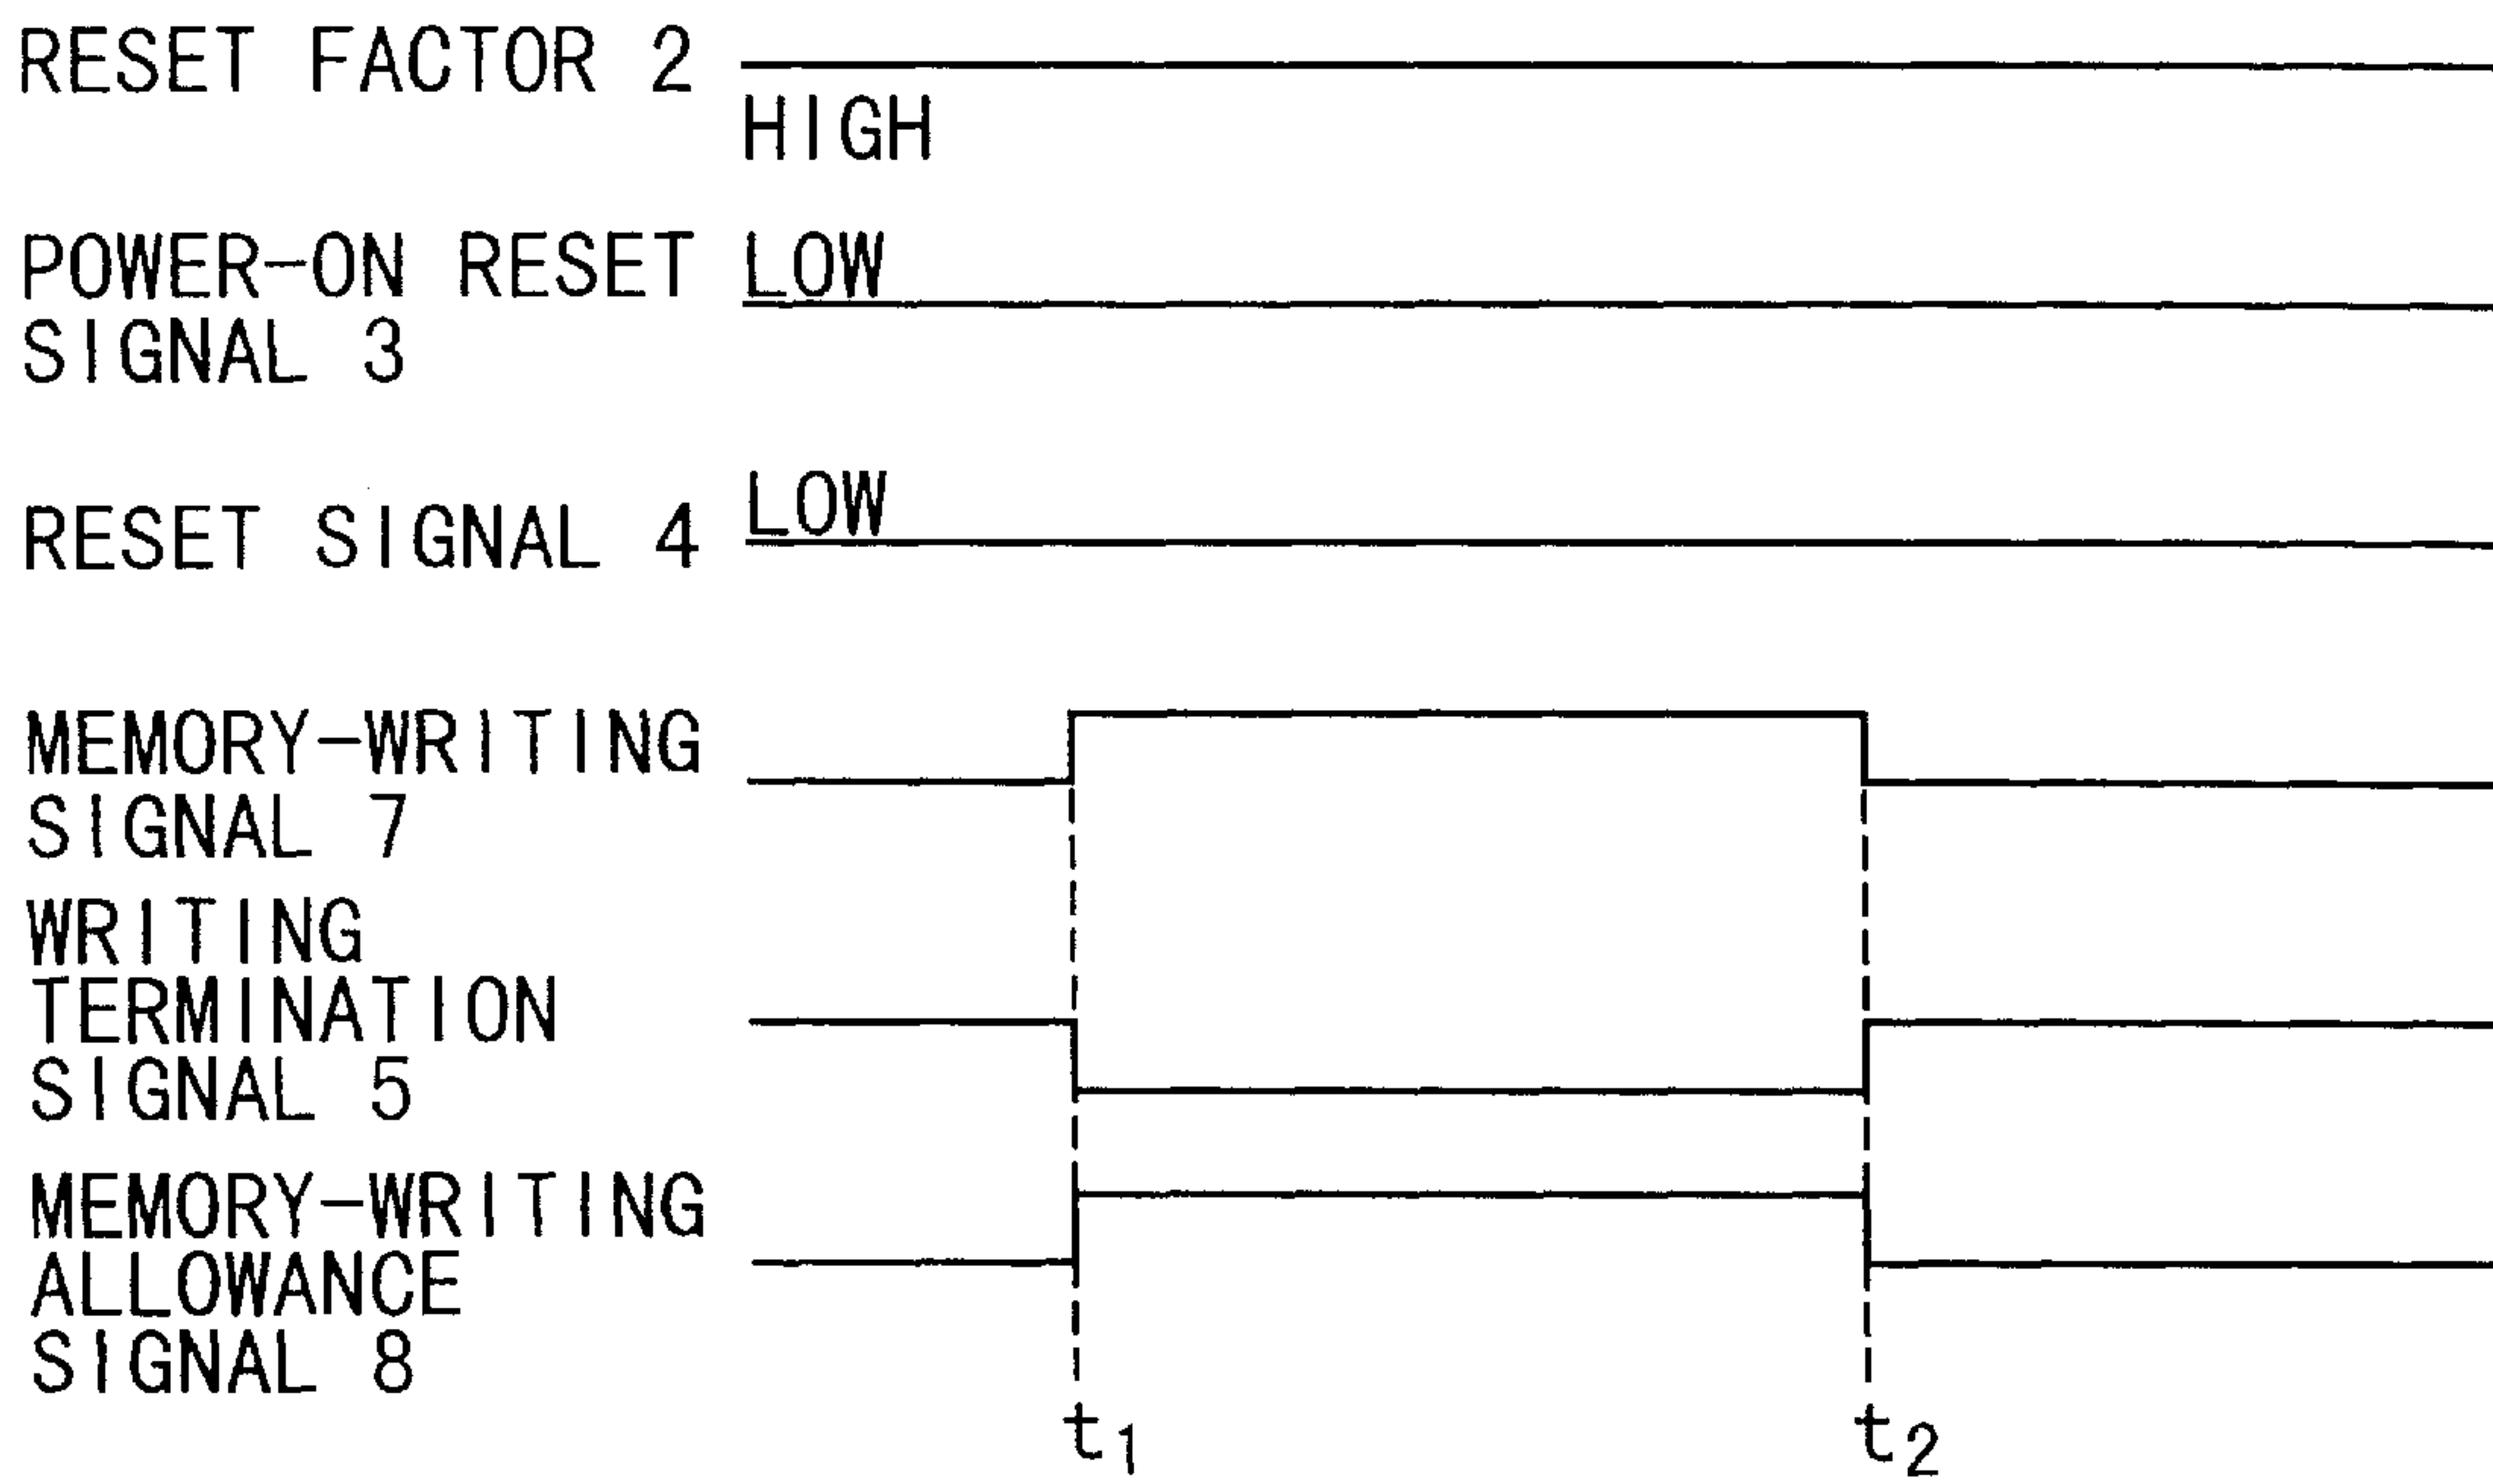 RESET FACTOR 2
HIGH
POWER-ON RESET LOW
SIGNAL 3
LOW
RESET SIGNAL 4
MEMORY-WRITING
SIGNAL 7
WRITING
TERMINATION
SIGNAL 5
MEMORY-WRITING
ALLOWANCE
SIGNAL 8
t1 t2